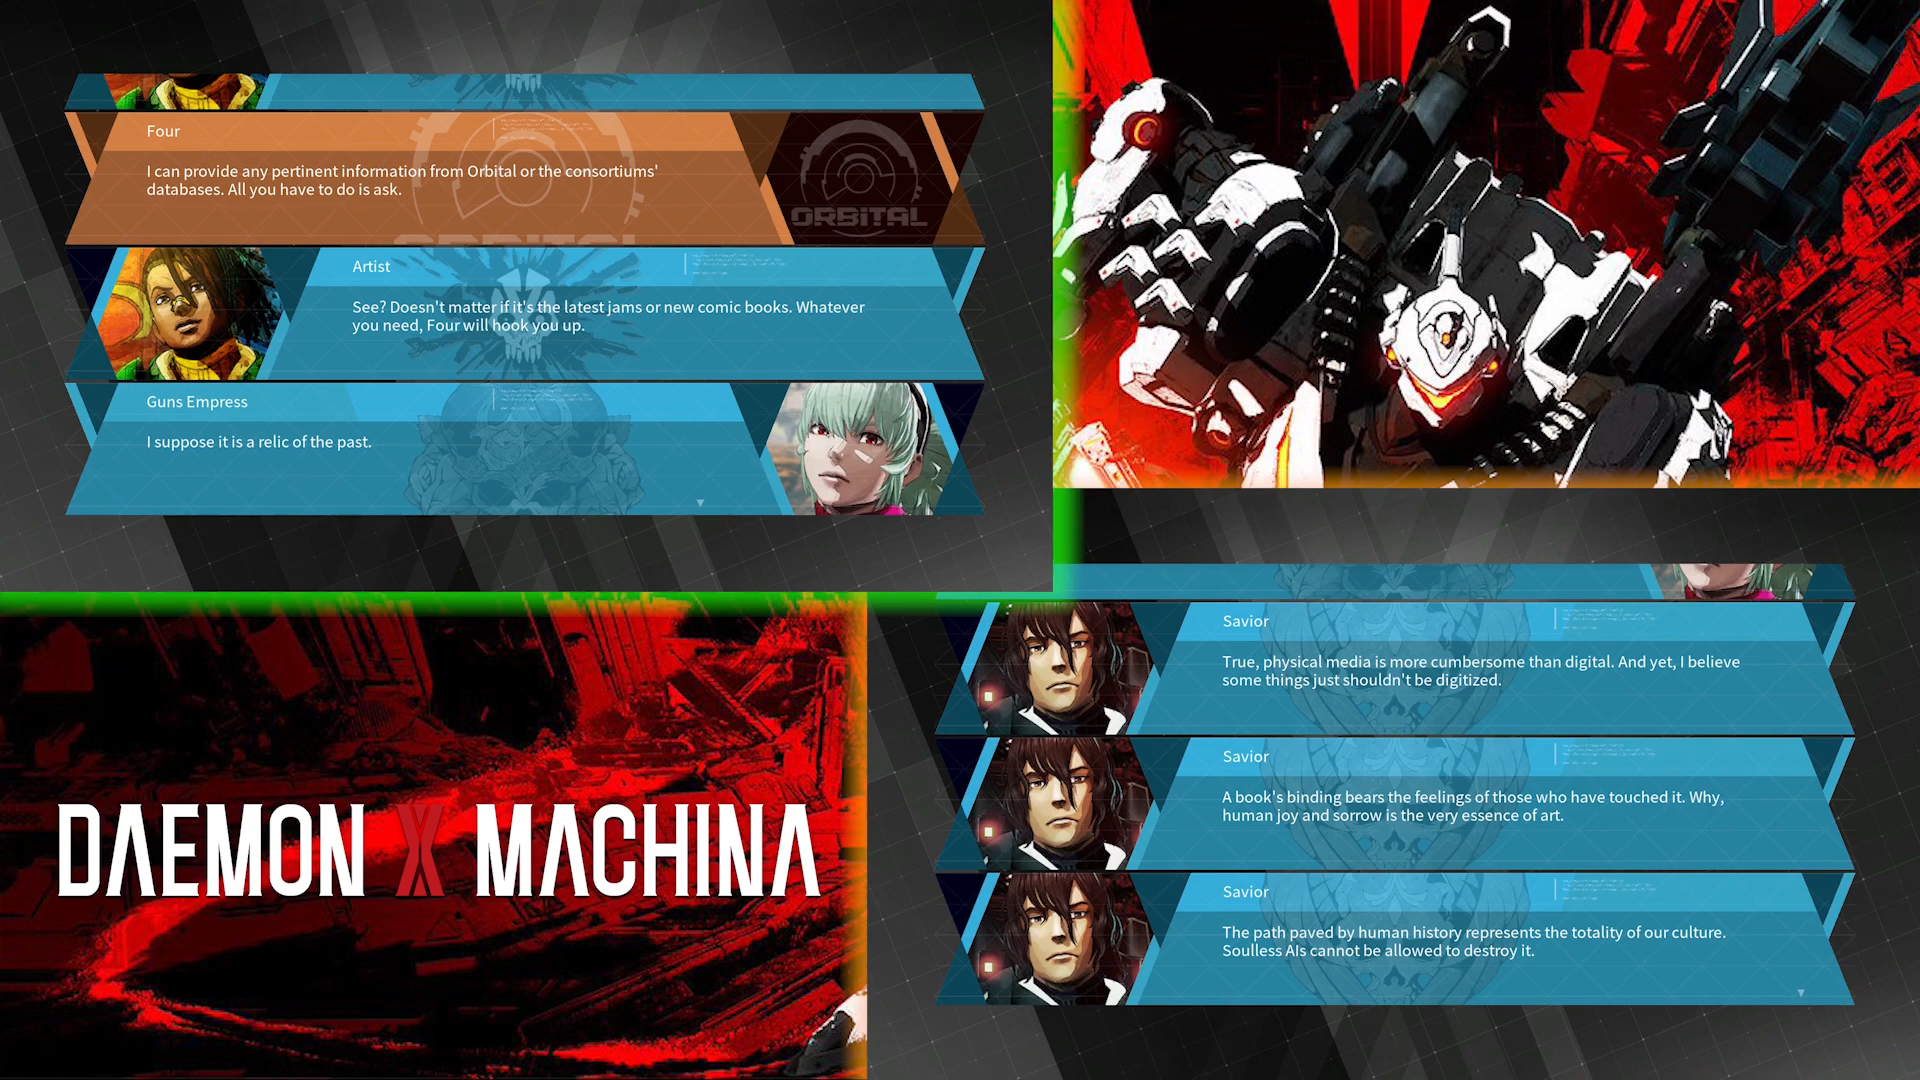 Four
I can provide any pertinent information from Orbital or the consortiums'
databases. All you have to do is ask.
ORBITAL
Artist
See? Doesn't matter if it's the latest jams or new comic books. Whatever
you need, Four will hook you up.
Guns Empress
I suppose it is a relic of the past.
Savior
True, physical media is more cumbersome than digital. And yet, I believe
some things just shouldn't be digitized.
Savior
A book's binding bears the feelings of those who have touched it. Why,
human joy and sorrow is the very essence of art.
Savior
The path paved by human history represents the totality of our culture.
Soulless AIs cannot be allowed to destroy it.
DAEMON X MACHINA